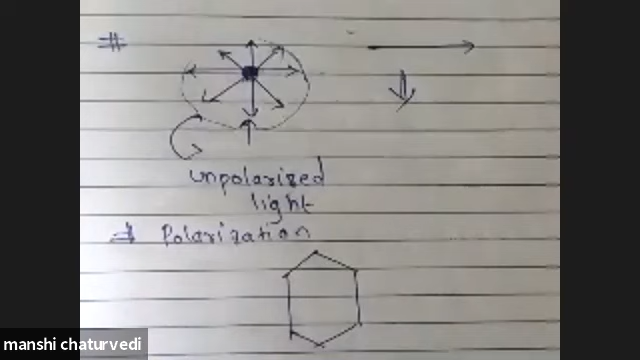 unpolarized
light
Polarization
manshi chaturvedi